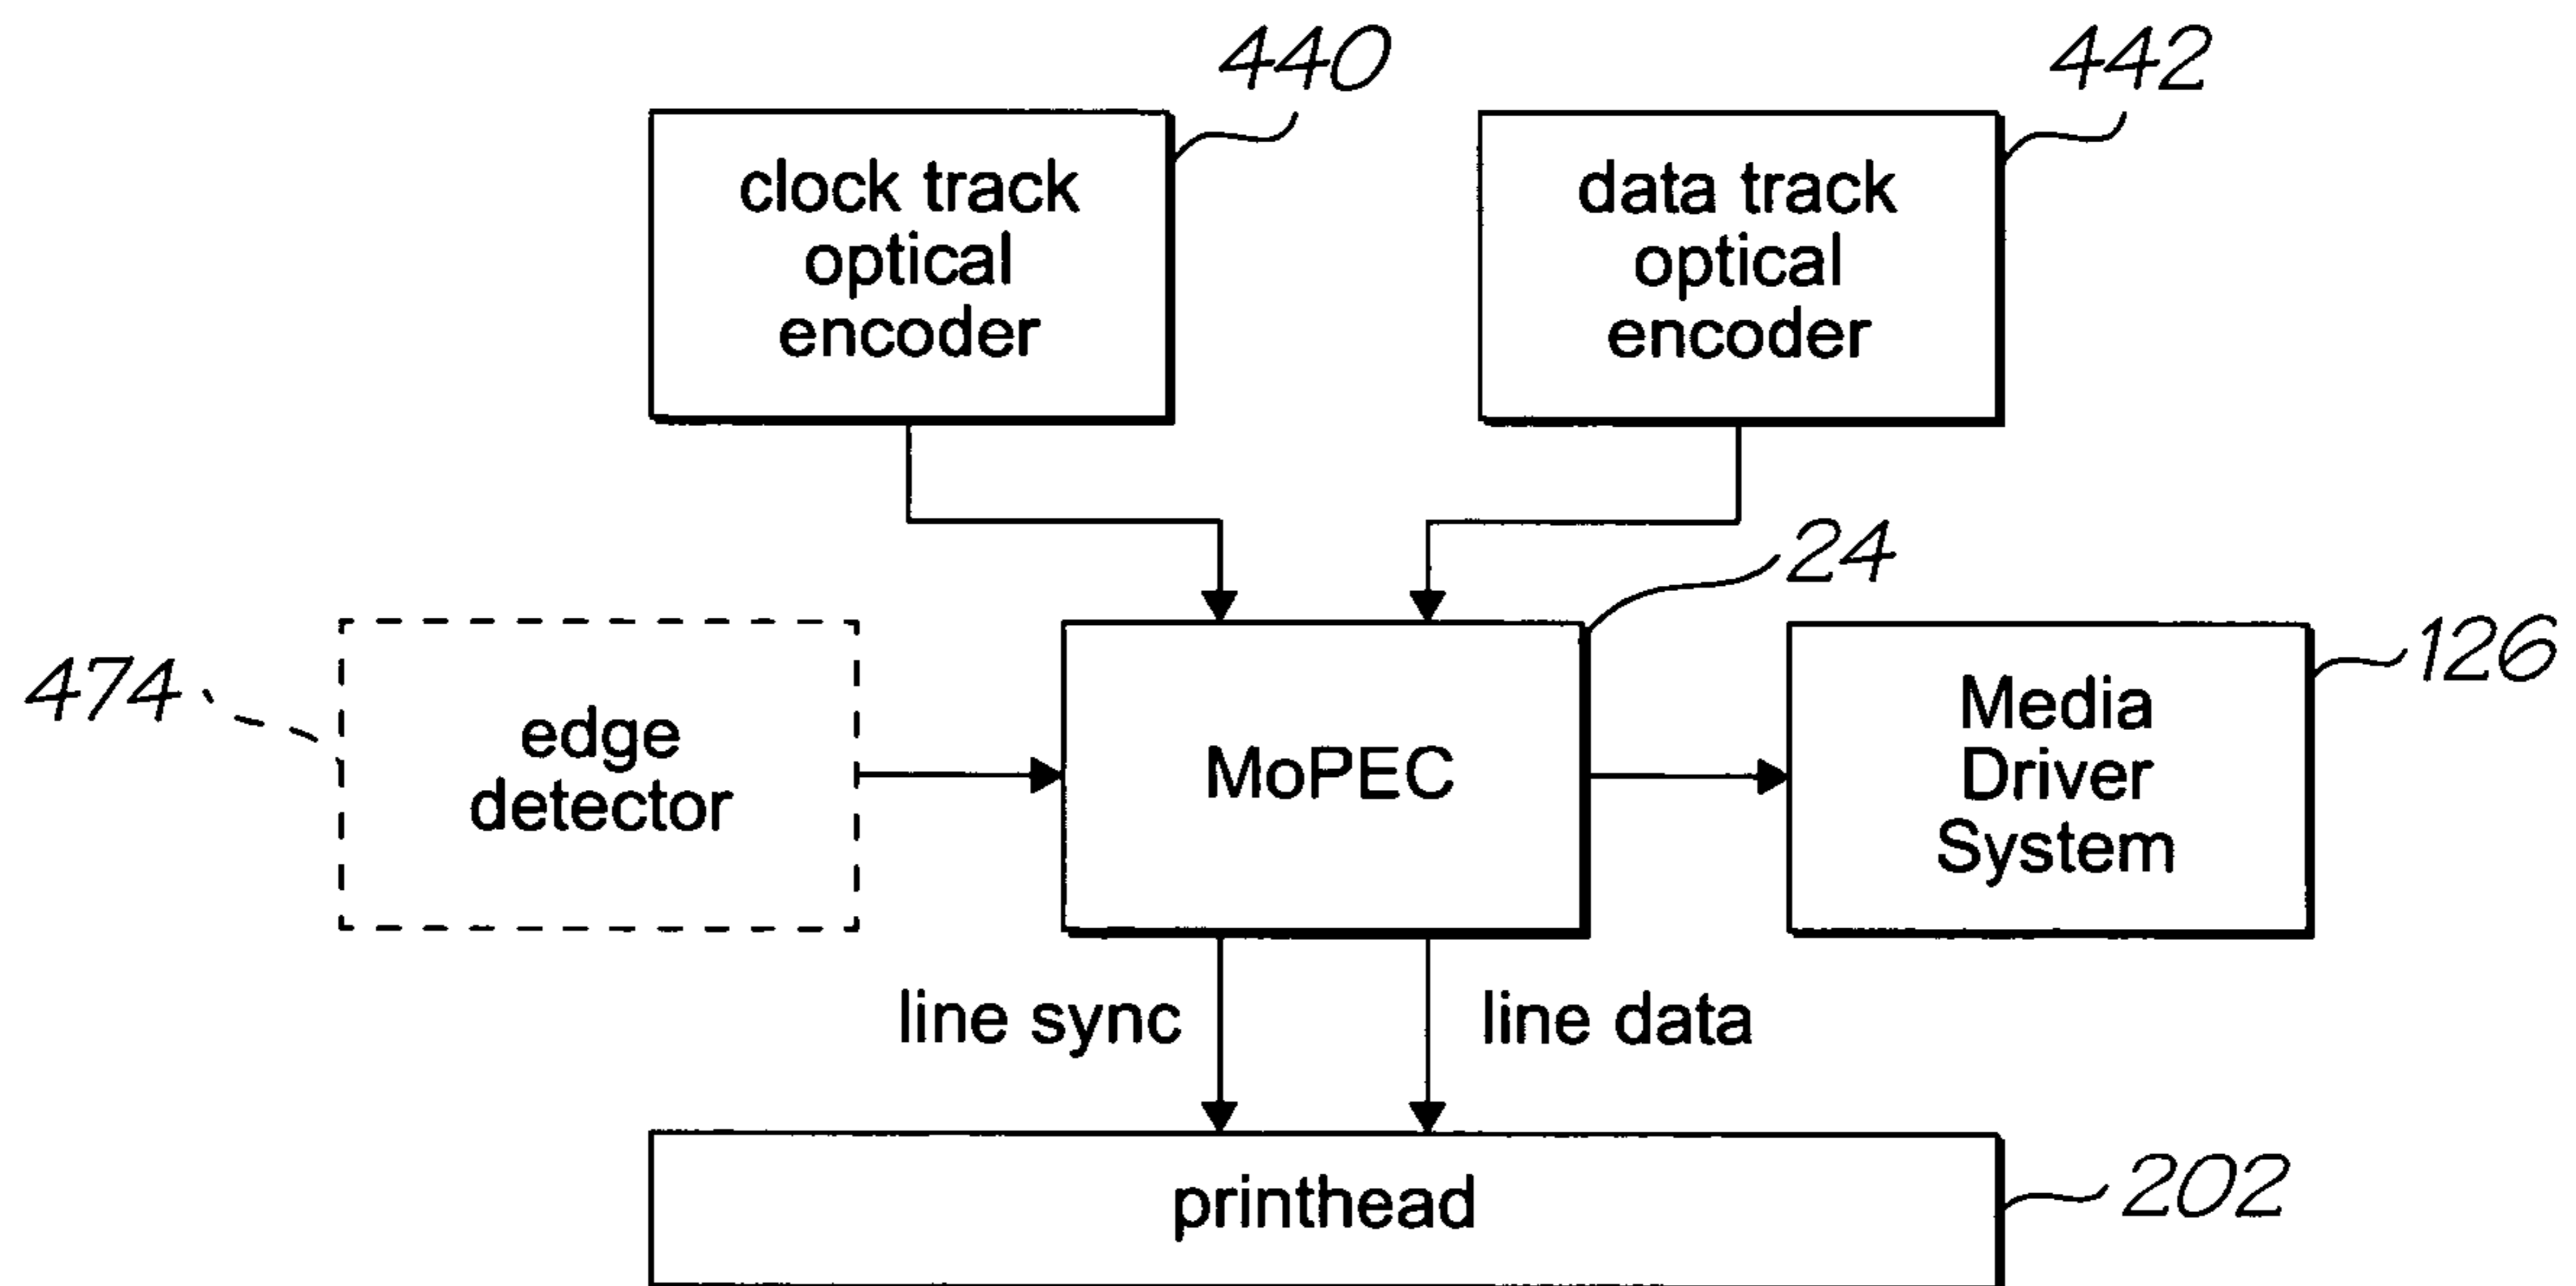 440
442
clock track
optical
encoder
data track
optical
encoder
24
126
474
edge
detector
MoPEC
Media
Driver
System
line sync
line data
printhead
202